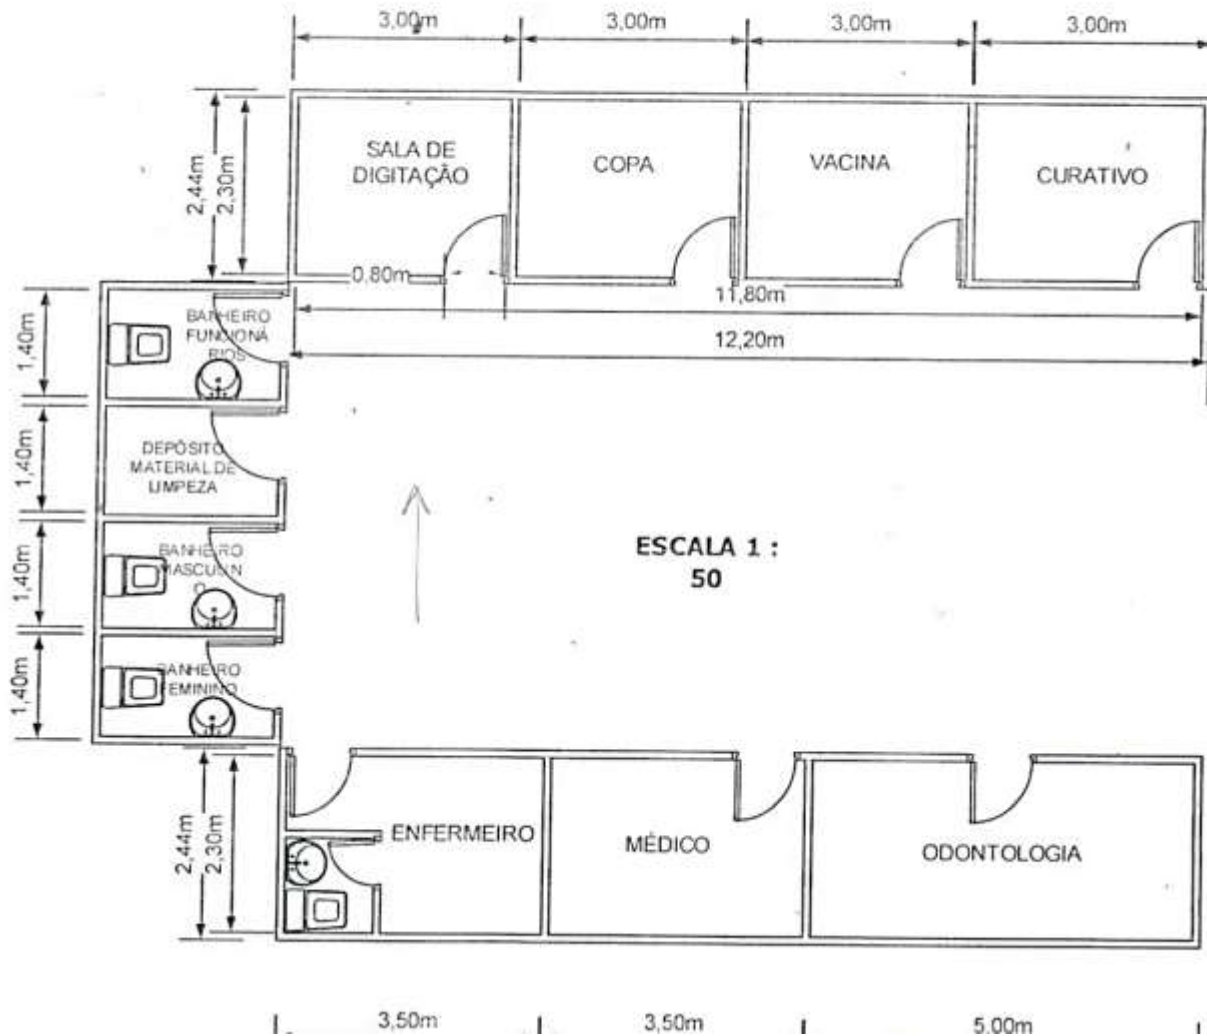 3,00m
3,00m
3,00m
3,00m
2,44m
2,30m
SALA DE
DIGITAÇÃO
COPA
VACINA
CURATIVO
0,80m
11,80m
12,20m
1,40m
BANHEIRO
FUNCIONÁ
RIOS
1,40m
DEPÓSITO
MATERIAL DE
LIMPEZA
1,40m
BANHEIRO
MASCULIN
O
ESCALA 1 :
50
1,40m
BANHEIRO
FEMININO
2,44m
2,30m
ENFERMEIRO
MÉDICO
ODONTOLOGIA
3,50m
3,50m
5,00m